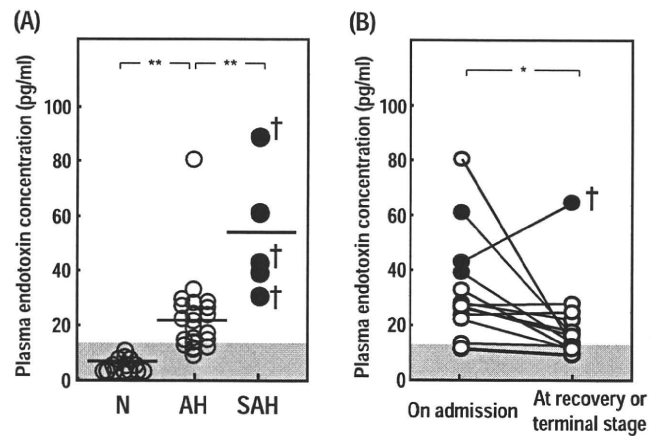 (A)
Plasma endotoxin concentration (pg/ml)
100
80
60
40
20
0
** **
†
†
†
N AH SAH
(B)
Plasma endotoxin concentration (pg/ml)
100
80
60
40
20
0
*
†
On admission
At recovery or
terminal stage